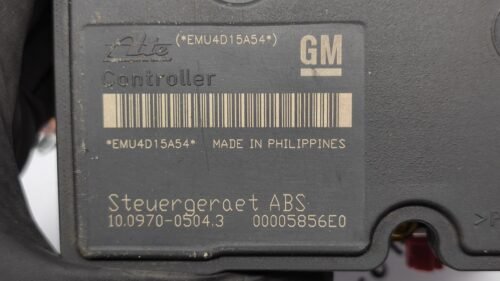 Ate (*EMU4D15A54*) GM
Controller
*EMU4D15A54* MADE IN PHILIPPINES
Steuergeraet ABS
10.0970-0504.3 00005856E0